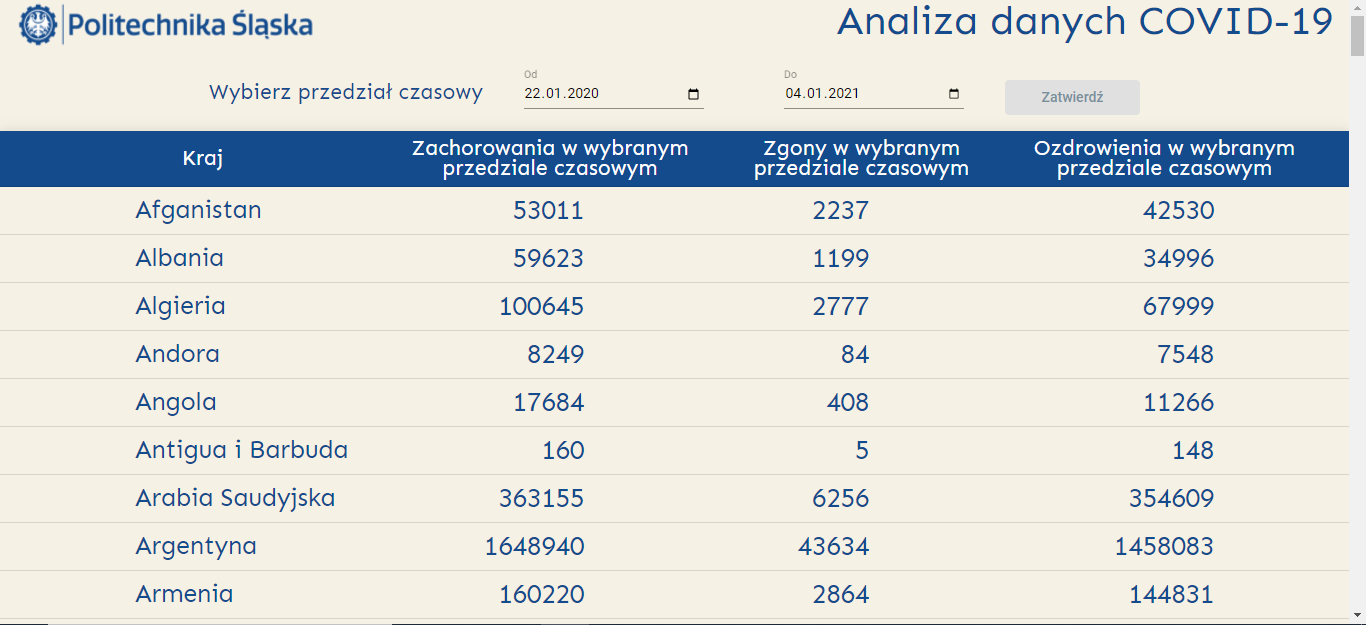 Politechnika Śląska
Analiza danych COVID-19
Wybierz przedział czasowy
Od
22.01.2020
Do
04.01.2021
Zatwierdź
Kraj
Zachorowania w wybranym
przedziale czasowym
Zgony w wybranym
przedziale czasowym
Ozdrowienia w wybranym
przedziale czasowym
Afganistan 53011 2237 42530
Albania 59623 1199 34996
Algieria 100645 2777 67999
Andora 8249 84 7548
Angola 17684 408 11266
Antigua i Barbuda 160 5 148
Arabia Saudyjska 363155 6256 354609
Argentyna 1648940 43634 1458083
Armenia 160220 2864 144831